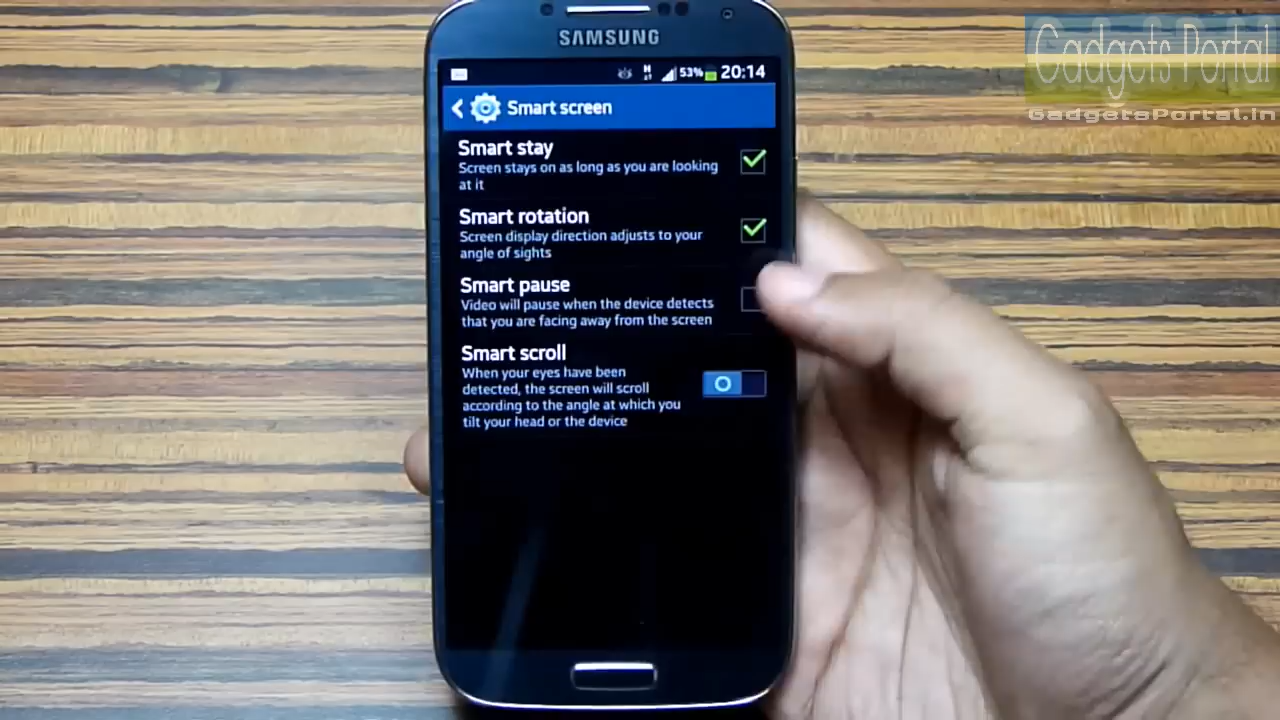 SAMSUNG
53% 20:14
Smart screen
Smart stay
Screen stays on as long as you are looking
at it
Smart rotation
Screen display direction adjusts to your
angle of sights
Smart pause
Video will pause when the device detects
that you are facing away from the screen
Smart scroll
When your eyes have been
detected, the screen will scroll
according to the angle at which you
tilt your head or the device
Gadgets Portal
GadgetsPortal.in